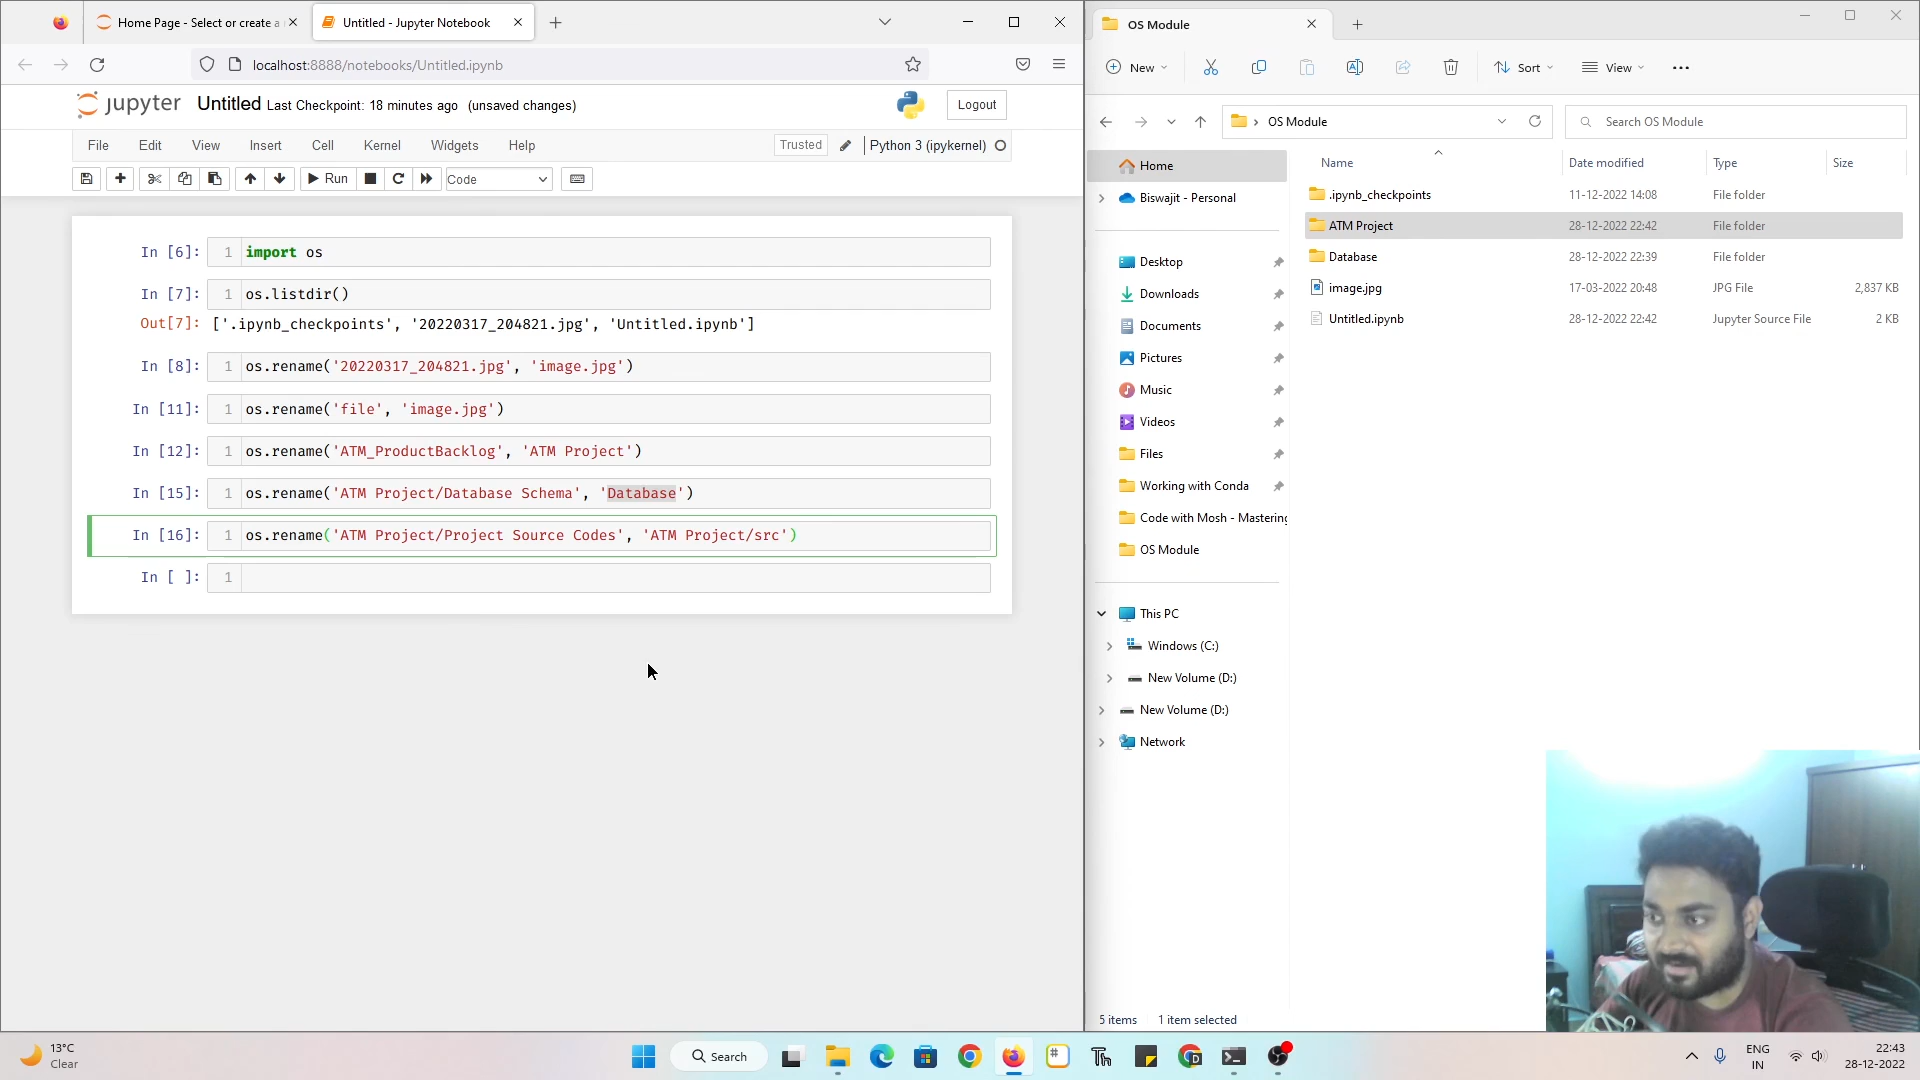 Home Page - Select or create a
Untitled - Jupyter Notebook
localhost:8888/notebooks/Untitled.ipynb
jupyter Untitled Last Checkpoint: 18 minutes ago (unsaved changes)
Logout
File Edit View Insert Cell Kernel Widgets Help
Trusted Python 3 (ipykernel)
Run Code
In [6]: 1 import os
In [7]: 1 os.listdir()
Out[7]: ['.ipynb_checkpoints', '20220317_204821.jpg', 'Untitled.ipynb']
In [8]: 1 os.rename('20220317_204821.jpg', 'image.jpg')
In [11]: 1 os.rename('file', 'image.jpg')
In [12]: 1 os.rename('ATM_ProductBacklog', 'ATM Project')
In [15]: 1 os.rename('ATM Project/Database Schema', 'Database')
In [16]: 1 os.rename('ATM Project/Project Source Codes', 'ATM Project/src')
In [ ]: 1
OS Module
New Sort View
OS Module
Search OS Module
Name Date modified Type Size
.ipynb_checkpoints 11-12-2022 14:08 File folder
ATM Project 28-12-2022 22:42 File folder
Database 28-12-2022 22:39 File folder
image.jpg 17-03-2022 20:48 JPG File 2,837 KB
Untitled.ipynb 28-12-2022 22:42 Jupyter Source File 2 KB
Home
Biswajit - Personal
Desktop
Downloads
Documents
Pictures
Music
Videos
Files
Working with Conda
Code with Mosh - Mastering
OS Module
This PC
Windows (C:)
New Volume (D:)
New Volume (D:)
Network
5 items 1 item selected
13°C
Clear
Search
ENG
IN
22:43
28-12-2022